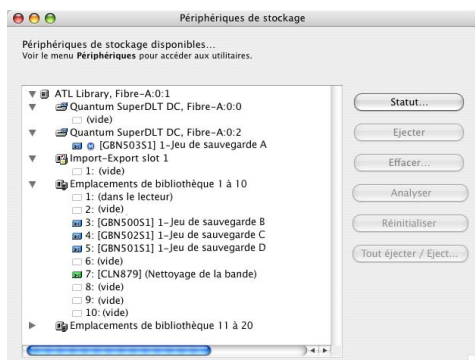 Périphériques de stockage
Périphériques de stockage disponibles...
Voir le menu Périphériques pour accéder aux utilitaires.
ATL Library, Fibre-A:0:1
Quantum SuperDLT DC, Fibre-A:0:0
(vide)
Quantum SuperDLT DC, Fibre-A:0:2
[GBN503S1] 1-Jeu de sauvegarde A
Import-Export slot 1
1: (vide)
Emplacements de bibliothèque 1 à 10
1: (dans le lecteur)
2: (vide)
3: [GBN500S1] 1-Jeu de sauvegarde B
4: [GBN502S1] 1-Jeu de sauvegarde C
5: [GBN501S1] 1-Jeu de sauvegarde D
6: (vide)
7: [CLN879] (Nettoyage de la bande)
8: (vide)
9: (vide)
10: (vide)
Emplacements de bibliothèque 11 à 20
Statut...
Ejecter
Effacer...
Analyser
Réinitialiser
Tout éjecter / Eject...